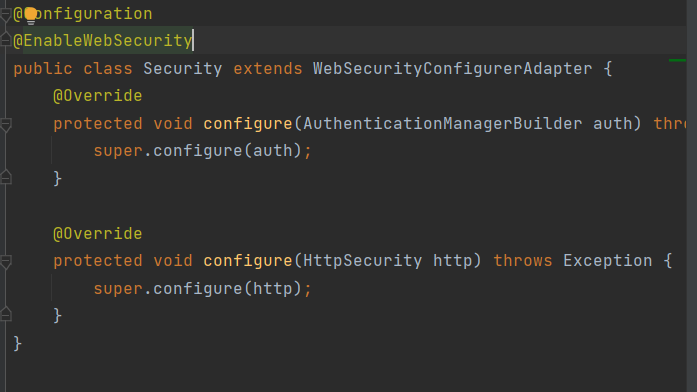 @Configuration
@EnableWebSecurity
public class Security extends WebSecurityConfigurerAdapter {
@Override
protected void configure(AuthenticationManagerBuilder auth) thro
super.configure(auth);
}
@Override
protected void configure(HttpSecurity http) throws Exception {
super.configure(http);
}
}